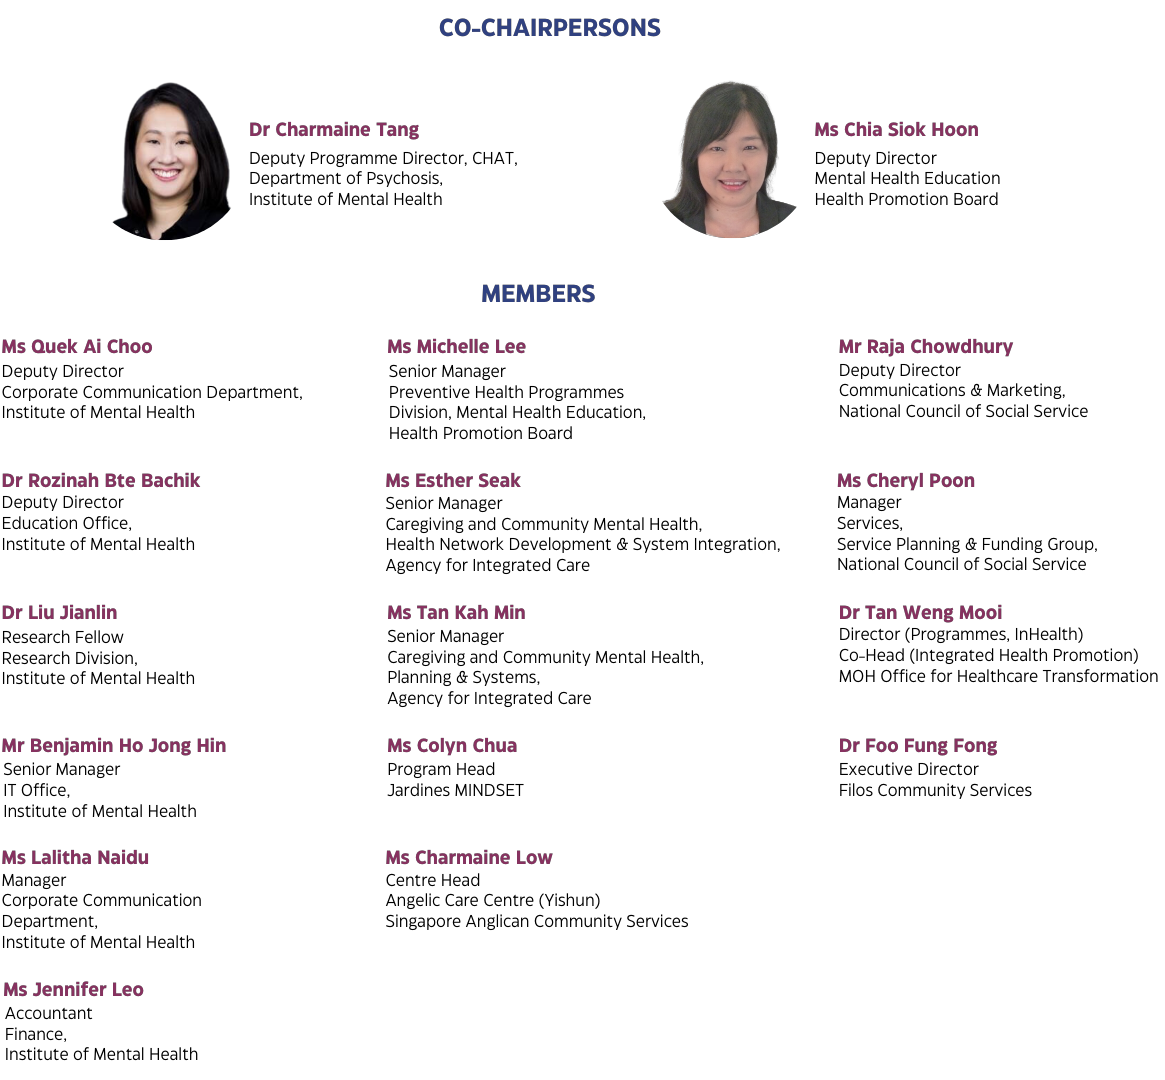 CO-CHAIRPERSONS
Dr Charmaine Tang
Deputy Programme Director, CHAT,
Department of Psychosis,
Institute of Mental Health
Ms Chia Siok Hoon
Deputy Director
Mental Health Education
Health Promotion Board
MEMBERS
Ms Quek Ai Choo
Deputy Director
Corporate Communication Department,
Institute of Mental Health
Ms Michelle Lee
Senior Manager
Preventive Health Programmes
Division, Mental Health Education,
Health Promotion Board
Mr Raja Chowdhury
Deputy Director
Communications & Marketing,
National Council of Social Service
Dr Rozinah Bte Bachik
Deputy Director
Education Office,
Institute of Mental Health
Ms Esther Seak
Senior Manager
Caregiving and Community Mental Health,
Health Network Development & System Integration,
Agency for Integrated Care
Ms Cheryl Poon
Manager
Services,
Service Planning & Funding Group,
National Council of Social Service
Dr Liu Jianlin
Research Fellow
Research Division,
Institute of Mental Health
Ms Tan Kah Min
Senior Manager
Caregiving and Community Mental Health,
Planning & Systems,
Agency for Integrated Care
Dr Tan Weng Mooi
Director (Programmes, InHealth)
Co-Head (Integrated Health Promotion)
MOH Office for Healthcare Transformation
Mr Benjamin Ho Jong Hin
Senior Manager
IT Office,
Institute of Mental Health
Ms Colyn Chua
Program Head
Jardines MINDSET
Dr Foo Fung Fong
Executive Director
Filos Community Services
Ms Lalitha Naidu
Manager
Corporate Communication
Department,
Institute of Mental Health
Ms Charmaine Low
Centre Head
Angelic Care Centre (Yishun)
Singapore Anglican Community Services
Ms Jennifer Leo
Accountant
Finance,
Institute of Mental Health